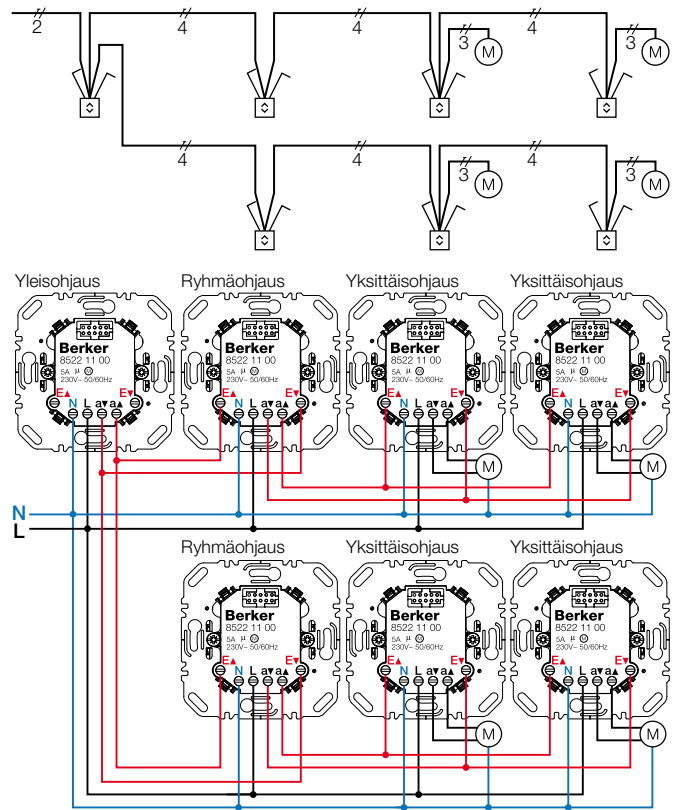 2 4 4 3 M 4 3 M
4 4 3 M 4 3 M
Yleisohjaus Ryhmäohjaus Yksittäisohjaus Yksittäisohjaus
Berker Berker Berker Berker
8522 11 00 8522 11 00 8522 11 00 8522 11 00
5A μ M 5A μ M 5A μ M 5A μ M
230V~ 50/60Hz 230V~ 50/60Hz 230V~ 50/60Hz 230V~ 50/60Hz
E▲ E▼ E▲ E▼ E▲ E▼ E▲ E▼
N L a▼a▲ N L a▼a▲ N L a▼a▲ N L a▼a▲
M M
N
L
Ryhmäohjaus Yksittäisohjaus Yksittäisohjaus
Berker Berker Berker
8522 11 00 8522 11 00 8522 11 00
5A μ M 5A μ M 5A μ M
230V~ 50/60Hz 230V~ 50/60Hz 230V~ 50/60Hz
E▲ E▼ E▲ E▼ E▲ E▼
N L a▼a▲ N L a▼a▲ N L a▼a▲
M M